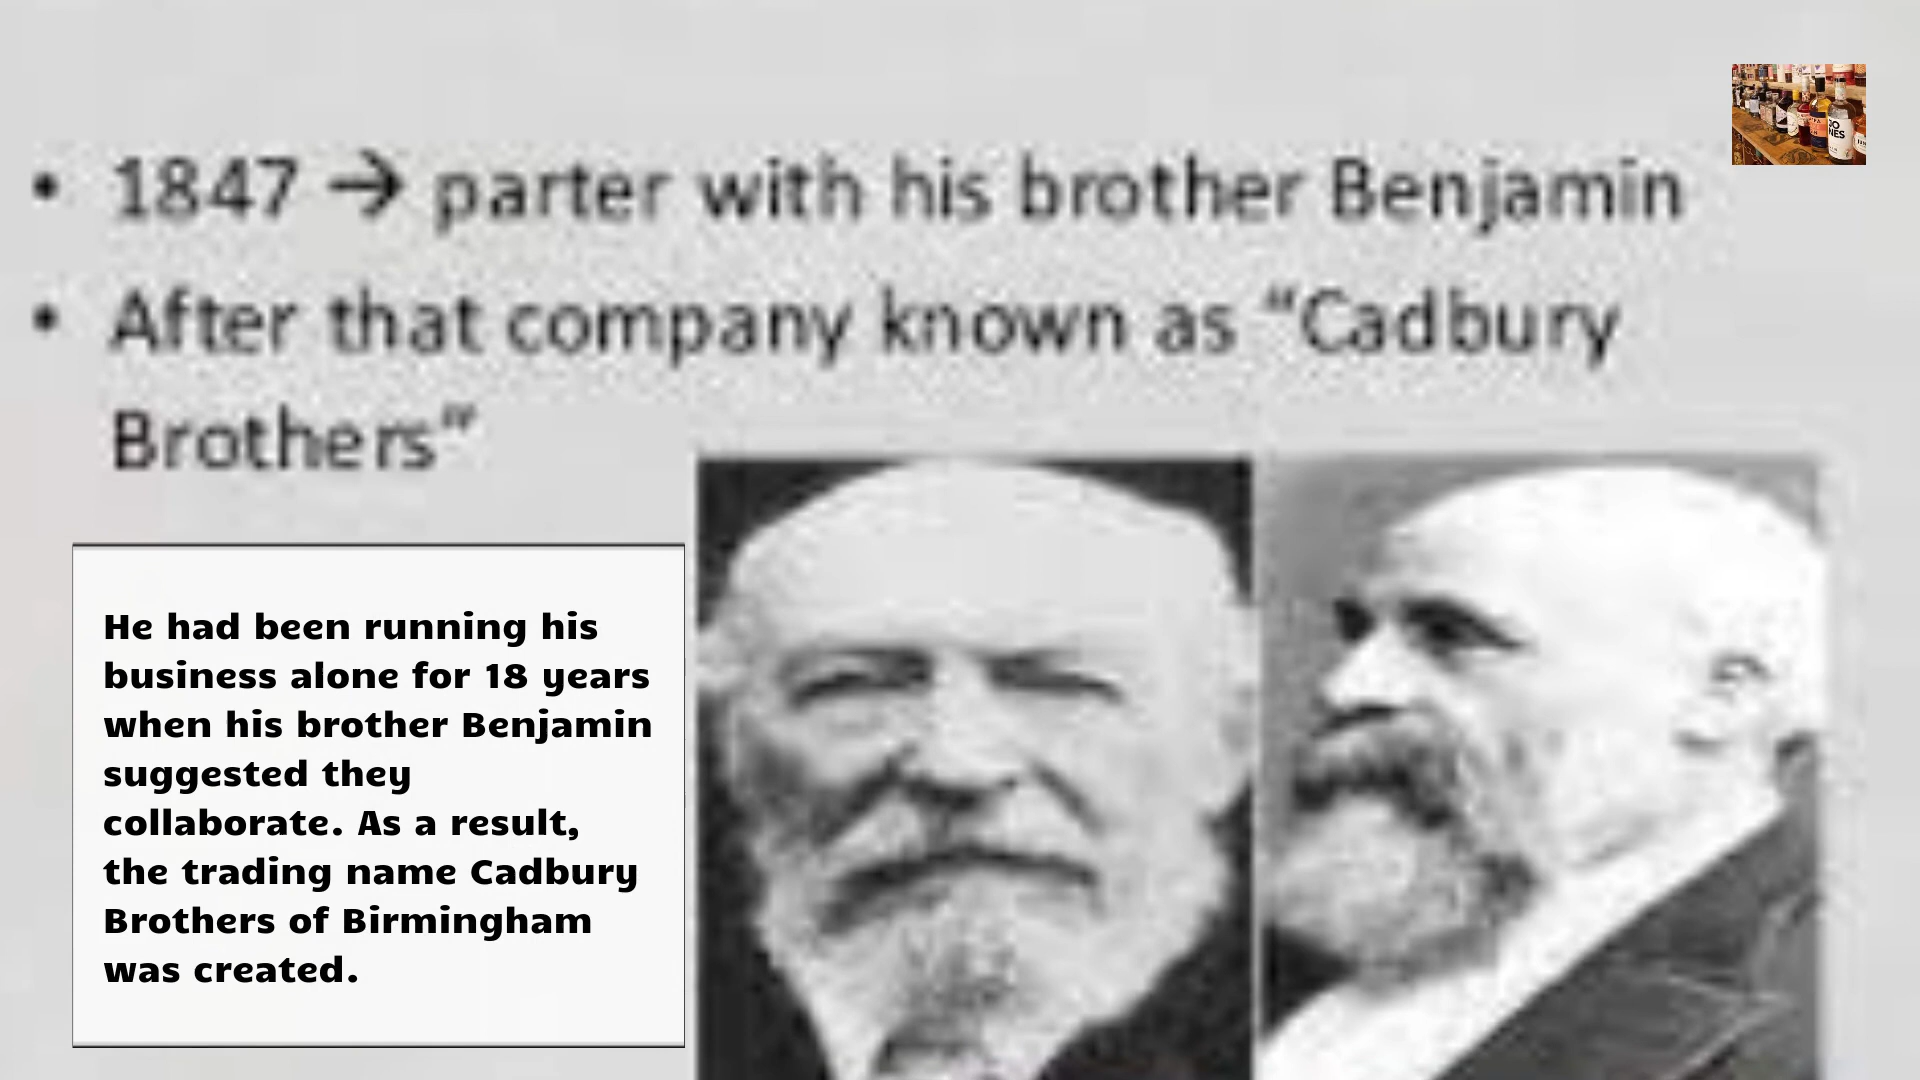 • 1847 → parter with his brother Benjamin
• After that company known as “Cadbury
Brothers”
He had been running his
business alone for 18 years
when his brother Benjamin
suggested they
collaborate. As a result,
the trading name Cadbury
Brothers of Birmingham
was created.